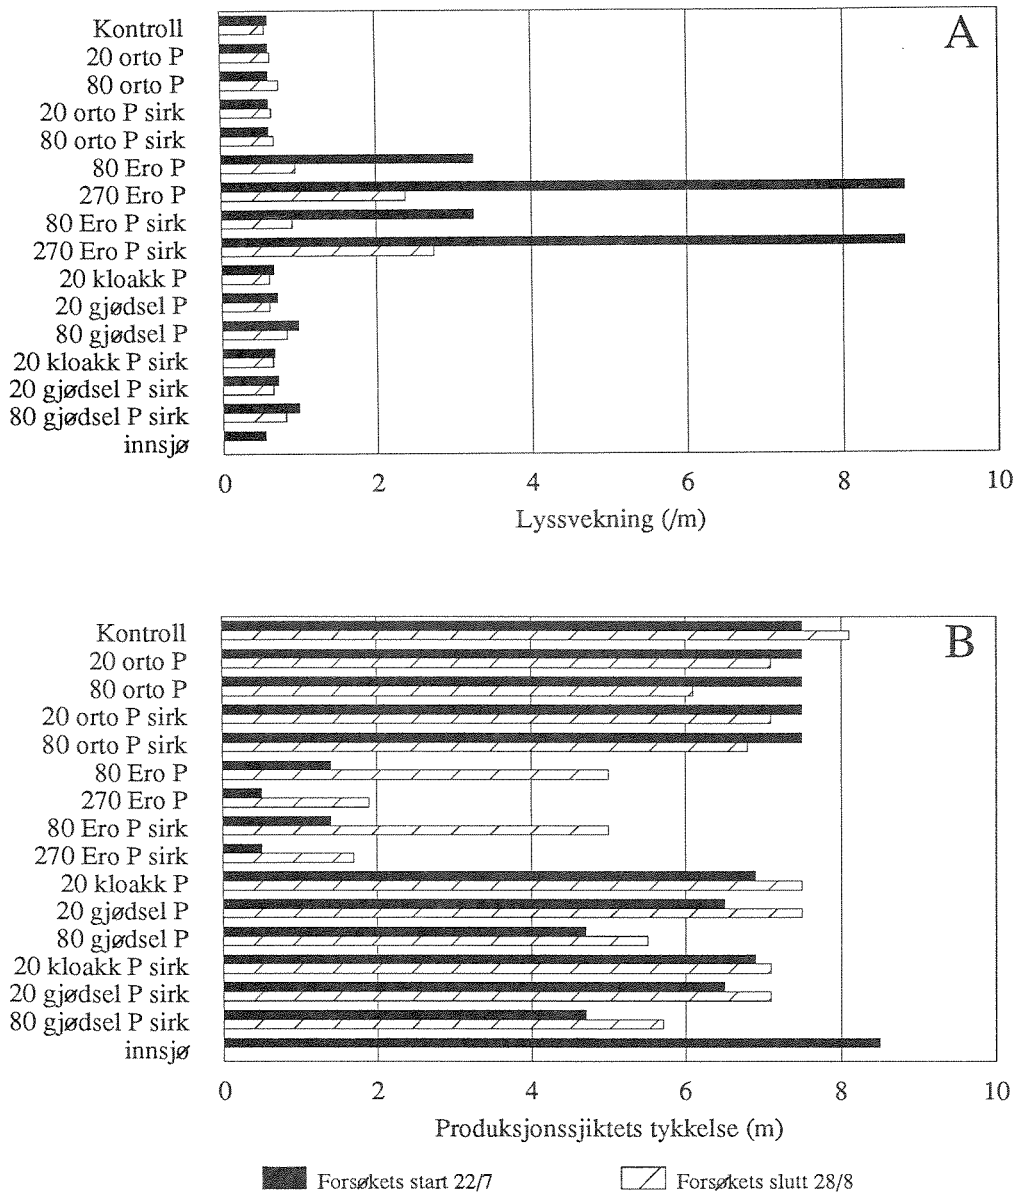 A
Kontroll
20 orto P
80 orto P
20 orto P sirk
80 orto P sirk
80 Ero P
270 Ero P
80 Ero P sirk
270 Ero P sirk
20 kloakk P
20 gjødsel P
80 gjødsel P
20 kloakk P sirk
20 gjødsel P sirk
80 gjødsel P sirk
innsjø
0 2 4 6 8 10
Lyssvekning (/m)
B
Kontroll
20 orto P
80 orto P
20 orto P sirk
80 orto P sirk
80 Ero P
270 Ero P
80 Ero P sirk
270 Ero P sirk
20 kloakk P
20 gjødsel P
80 gjødsel P
20 kloakk P sirk
20 gjødsel P sirk
80 gjødsel P sirk
innsjø
0 2 4 6 8 10
Produksjonssjiktets tykkelse (m)
Forsøkets start 22/7 Forsøkets slutt 28/8